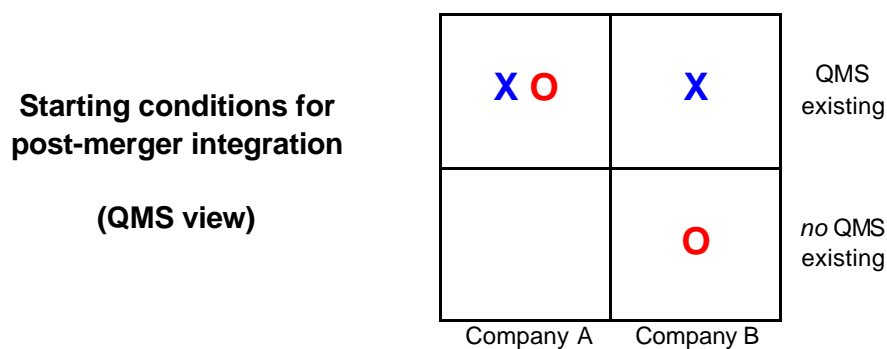 Starting conditions for
post-merger integration
(QMS view)
X O
X
QMS
existing
O
no QMS
existing
Company A
Company B